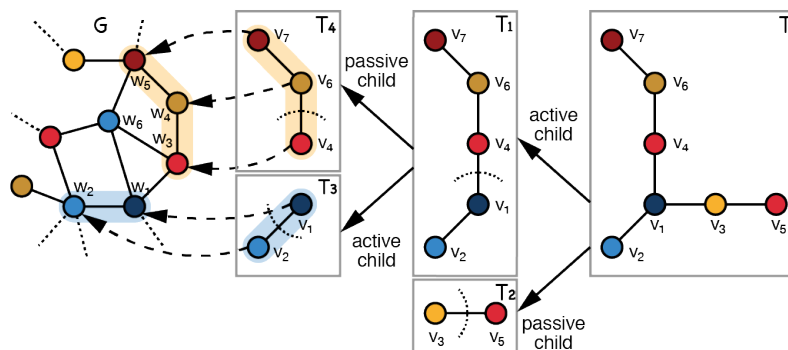 G
w₅
w₄
w₃
w₆
w₂
w₁
T₄
v₇
v₆
v₄
T₃
v₁
v₂
passive
child
active
child
T₁
v₇
v₆
v₄
v₁
v₂
T₂
v₃
v₅
active
child
passive
child
T
v₇
v₆
v₄
v₁
v₃
v₅
v₂